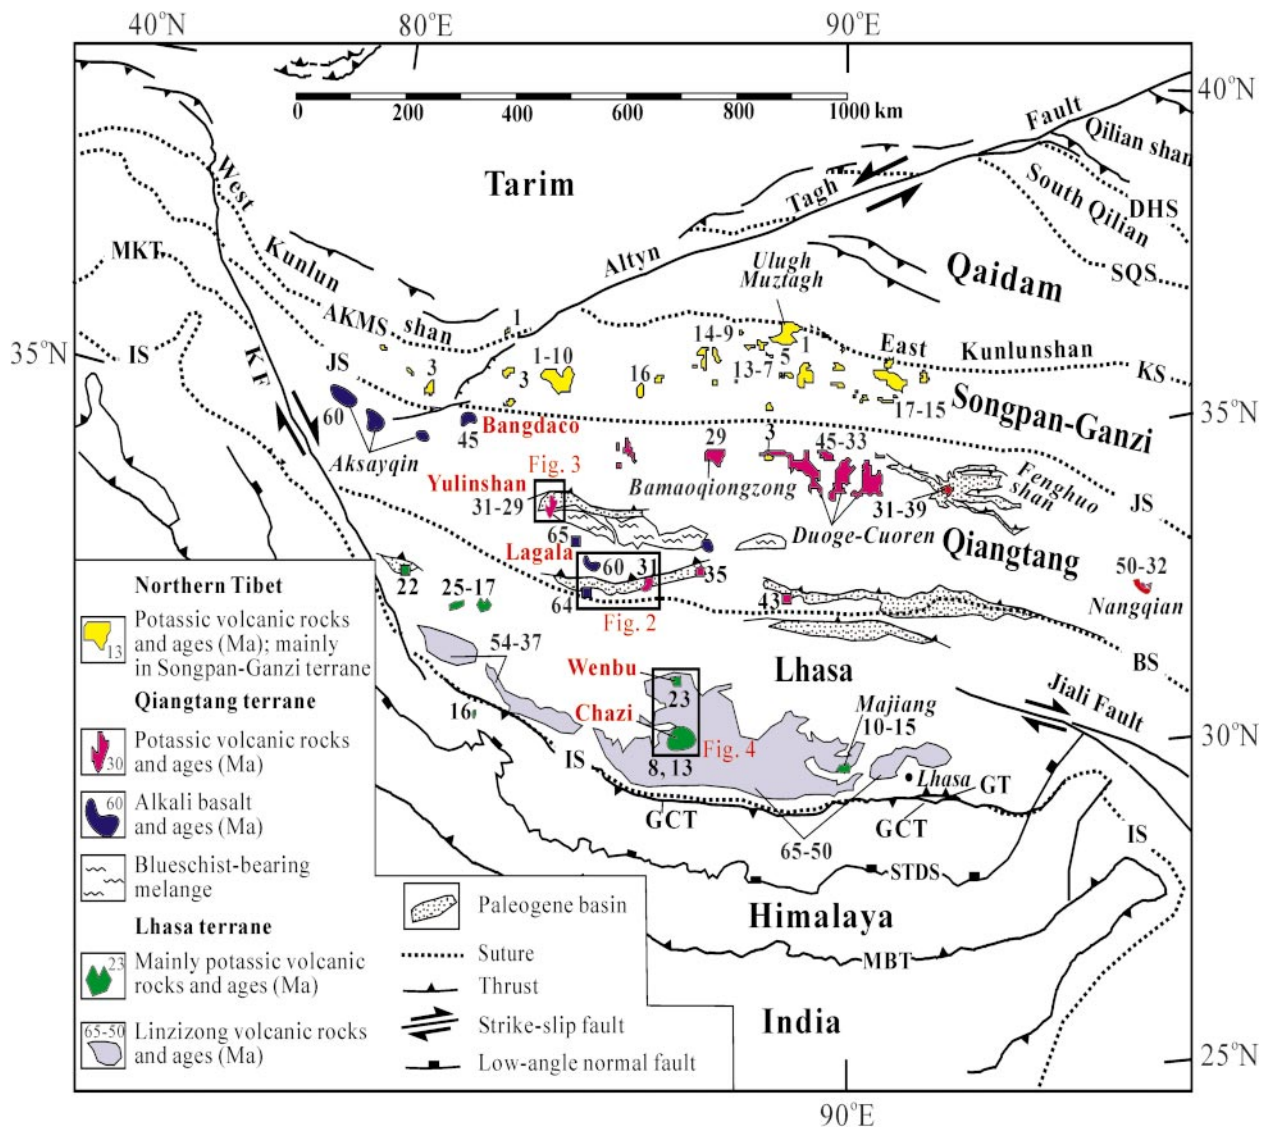 40°N
80°E
90°E
40°N
0
200
400
600
800
1000 km
Fault
Qilian shan
Tagh
South Qilian
DHS
Tarim
West
Kunlun
shan
MKT
Altyn
Ulugh
Muztagh
Qaidam
SQS
AKMS
1
14-9
1
East
Kunlunshan
KS
35°N
IS
KF
JS
3
1-10
3
16
13-7
5
17-15
Songpan-Ganzi
35°N
60
45
Bangdaco
Aksayqin
29
3
45-33
Fig. 3
Yulinshan
31-29
Bamaoqiongzong
31-39
Fenghuo
shan
JS
Duoge-Cuoren
Qiangtang
65
Lagala
60
31
35
64
43
50-32
Nangqian
22
25-17
Fig. 2
BS
54-37
Lhasa
Wenbu
23
Jiali Fault
Chazi
Majiang
10-15
16
Fig. 4
30°N
IS
8, 13
Lhasa
GT
GCT
GCT
65-50
IS
STDS
Himalaya
MBT
India
25°N
90°E
Northern Tibet
13
Potassic volcanic rocks
and ages (Ma); mainly
in Songpan-Ganzi terrane
Qiangtang terrane
30
Potassic volcanic rocks
and ages (Ma)
60
Alkali basalt
and ages (Ma)
Blueschist-bearing
melange
Lhasa terrane
23
Mainly potassic volcanic
rocks and ages (Ma)
65-50
Linzizong volcanic rocks
and ages (Ma)
Paleogene basin
Suture
Thrust
Strike-slip fault
Low-angle normal fault